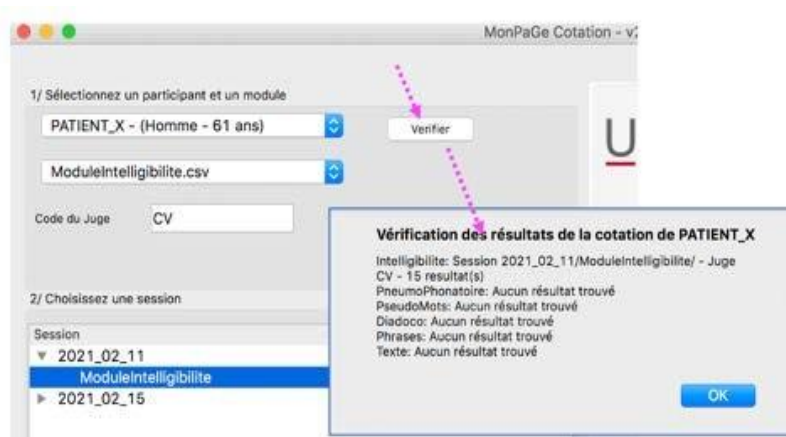 MonPaGe Cotation - v
1/ Sélectionnez un participant et un module
PATIENT_X - (Homme - 61 ans)
Verifier
U
ModuleIntelligibilite.csv
Code du Juge
CV
Vérification des résultats de la cotation de PATIENT_X
Intelligibilite: Session 2021_02_11/ModuleIntelligibilite/ - Juge
CV - 15 resultat(s)
PneumoPhonatoire: Aucun résultat trouvé
PseudoMots: Aucun résultat trouvé
Diadoco: Aucun résultat trouvé
Phrases: Aucun résultat trouvé
Texte: Aucun résultat trouvé
OK
2/ Choisissez une session
Session
2021_02_11
ModuleIntelligibilite
2021_02_15